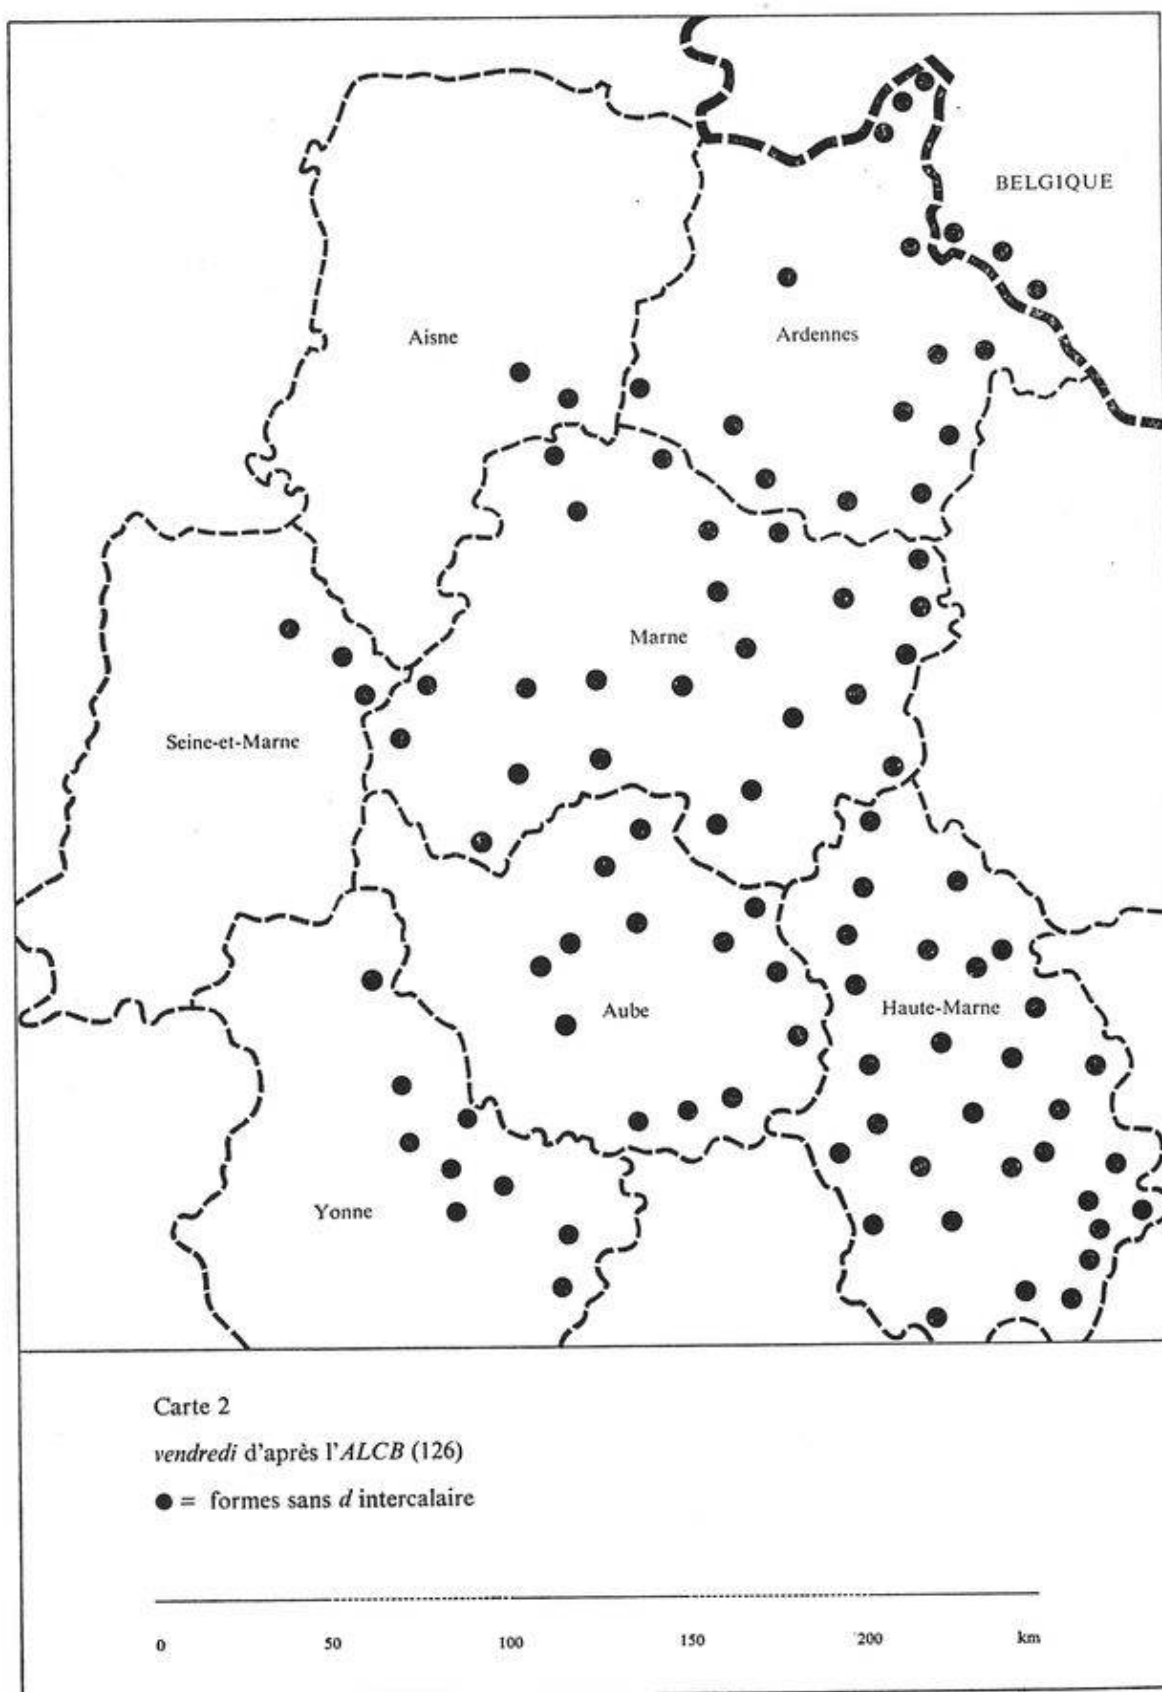 BELGIQUE
Aisne
Ardennes
Marne
Seine-et-Marne
Aube
Haute-Marne
Yonne
Carte 2
vendredi d'après l'ALCB (126)
● = formes sans d intercalaire
0 50 100 150 200 km